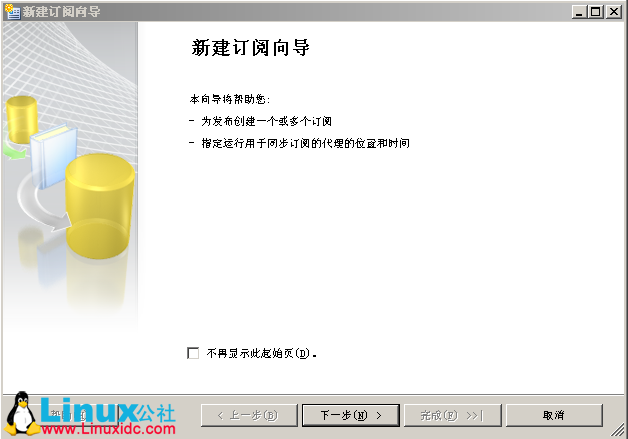 新建订阅向导
新建订阅向导
本向导将帮助您:
- 为发布创建一个或多个订阅
- 指定运行用于同步订阅的代理的位置和时间
不再显示此起始页(D)。
< 上一步(B)
下一步(N) >
完成(F) >>|
取消
Linux公社
www.Linuxidc.com